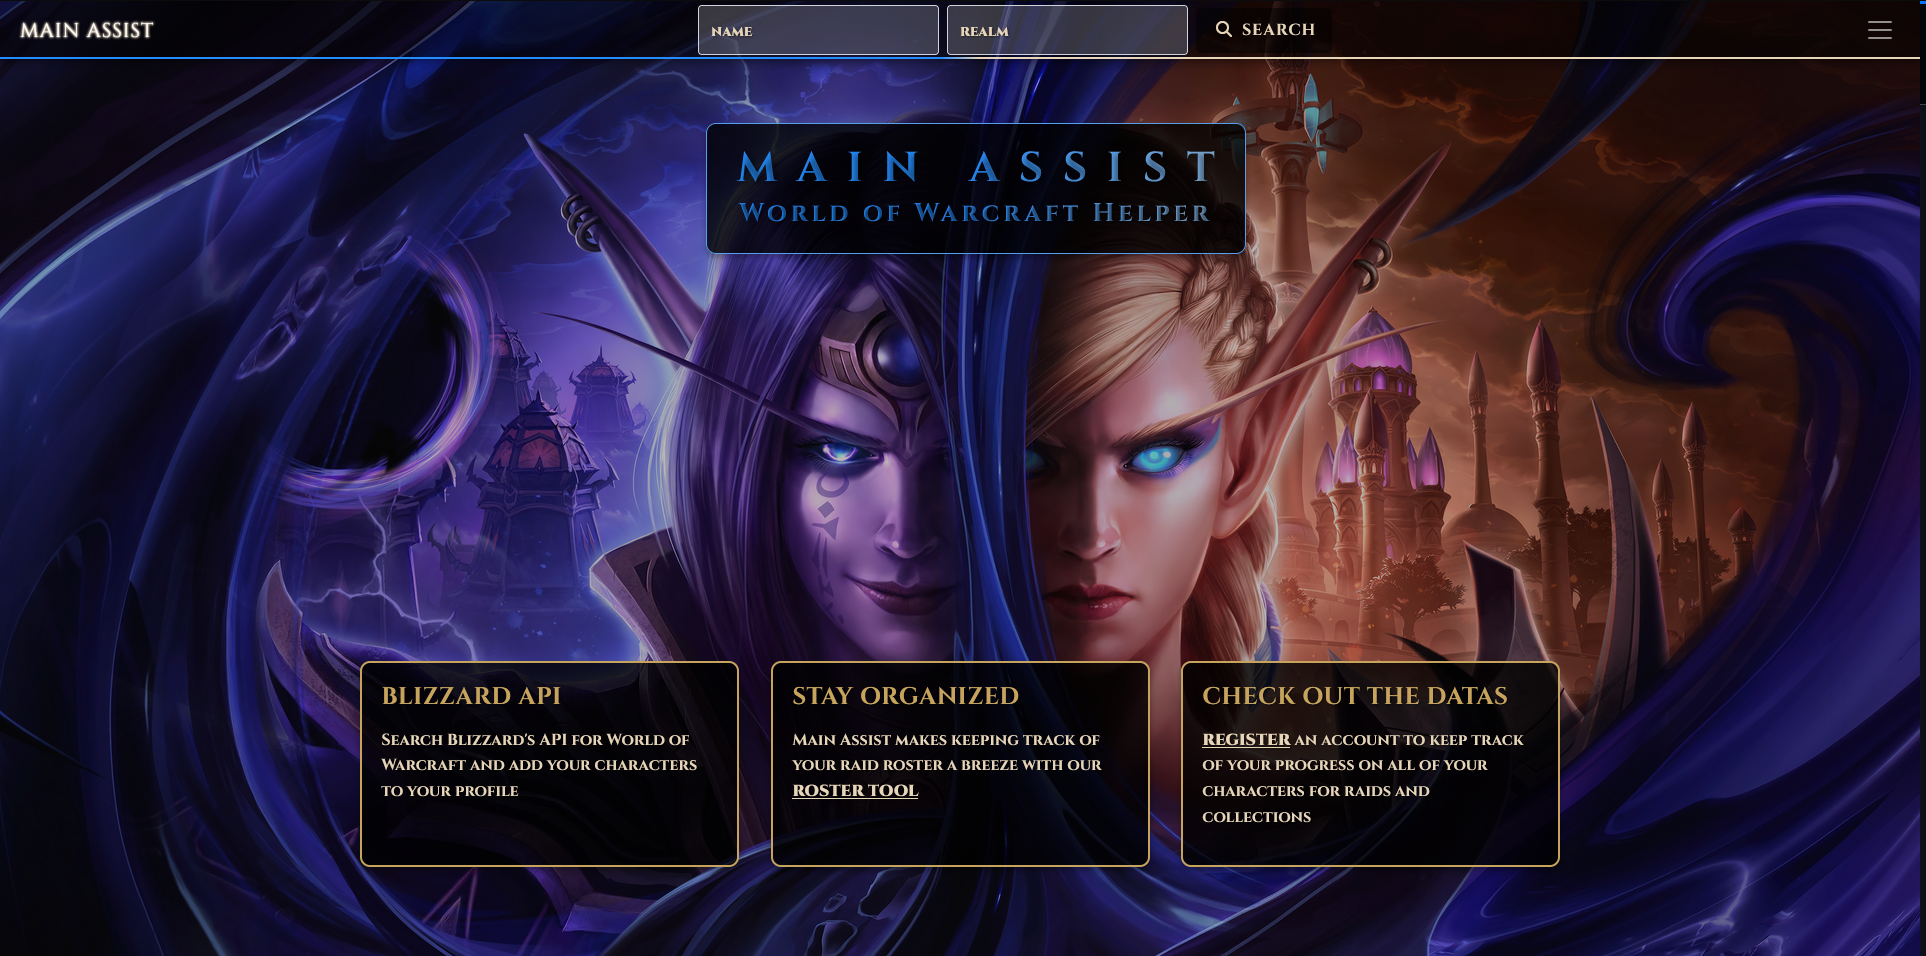 MAIN ASSIST
NAME
REALM
SEARCH
MAIN ASSIST
World of Warcraft Helper
BLIZZARD API
Search Blizzard's API for World of
Warcraft and add your characters
to your profile
STAY ORGANIZED
Main Assist makes keeping track of
your raid roster a breeze with our
ROSTER TOOL
CHECK OUT THE DATAS
REGISTER an account to keep track
of your progress on all of your
characters for raids and
collections